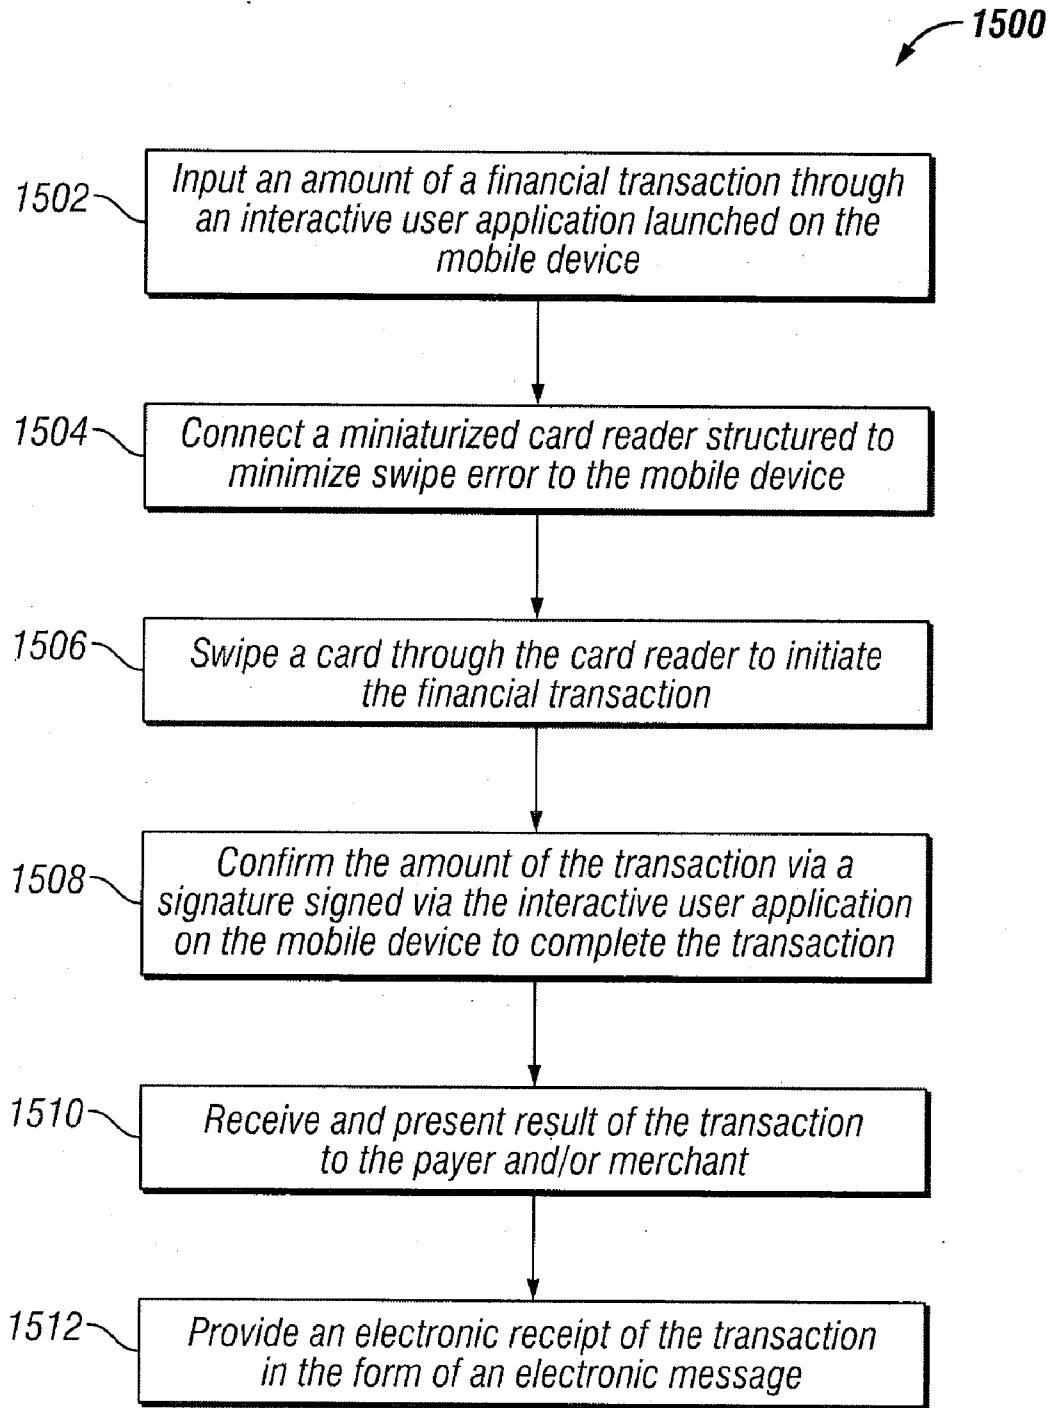 1500
1502
Input an amount of a financial transaction through
an interactive user application launched on the
mobile device
1504
Connect a miniaturized card reader structured to
minimize swipe error to the mobile device
1506
Swipe a card through the card reader to initiate
the financial transaction
1508
Confirm the amount of the transaction via a
signature signed via the interactive user application
on the mobile device to complete the transaction
1510
Receive and present result of the transaction
to the payer and/or merchant
1512
Provide an electronic receipt of the transaction
in the form of an electronic message